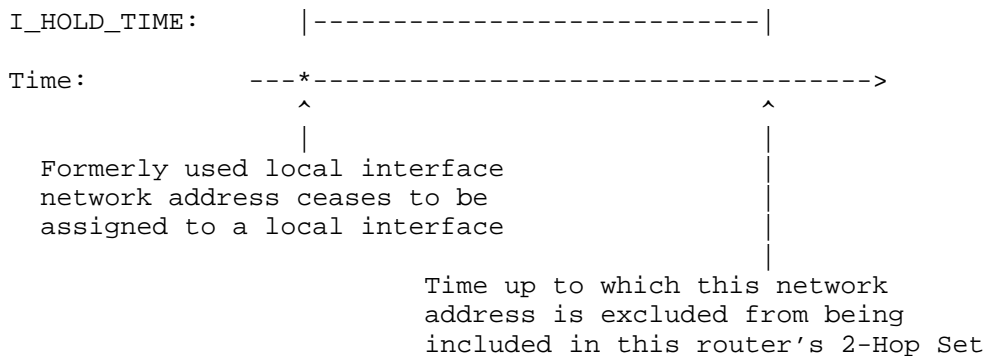 I_HOLD_TIME:      |-----------------------------|
Time:          ---*----------------------------------->
^                             ^
|                             |
Formerly used local interface                |
network address ceases to be                 |
assigned to a local interface                |
|
Time up to which this network
address is excluded from being
included in this router's 2-Hop Set